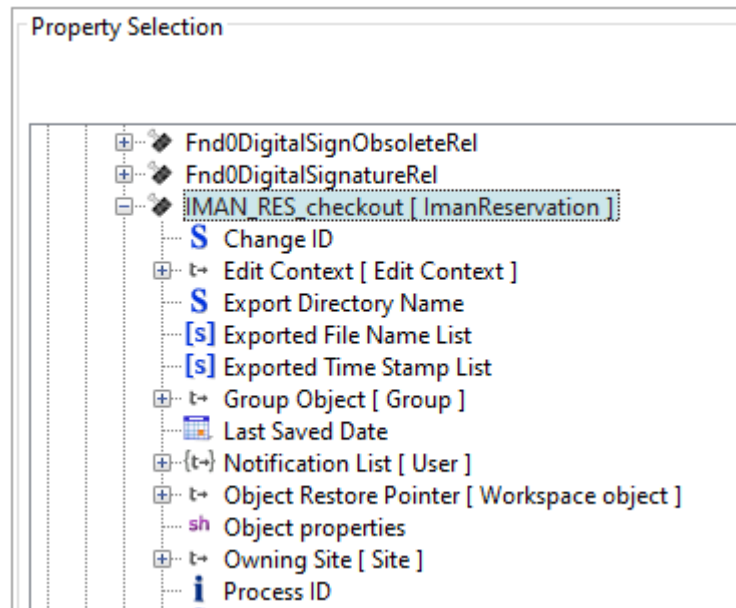 Property Selection
Fnd0DigitalSignObsoleteRel
Fnd0DigitalSignatureRel
IMAN_RES_checkout [ ImanReservation ]
S Change ID
t→ Edit Context [ Edit Context ]
S Export Directory Name
[s] Exported File Name List
[s] Exported Time Stamp List
t→ Group Object [ Group ]
Last Saved Date
{t→} Notification List [ User ]
t→ Object Restore Pointer [ Workspace object ]
sh Object properties
t→ Owning Site [ Site ]
i Process ID